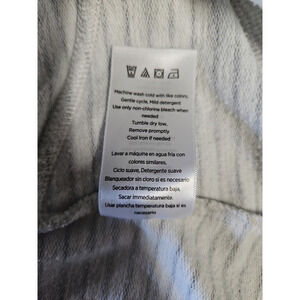 Machine wash cold with like colors,
Gentle cycle, Mild detergent
Use only non-chlorine bleach when
needed
Tumble dry low,
Remove promptly
Cool Iron if needed
Lavar a máquina en agua fria con
colores similares,
Ciclo suave, Detergente suave
Blanqueador sin cloro si es necesario
Secadora a temperatura baja,
Sacar immediatamente.
Usar plancha temperatura baja si es
necesario